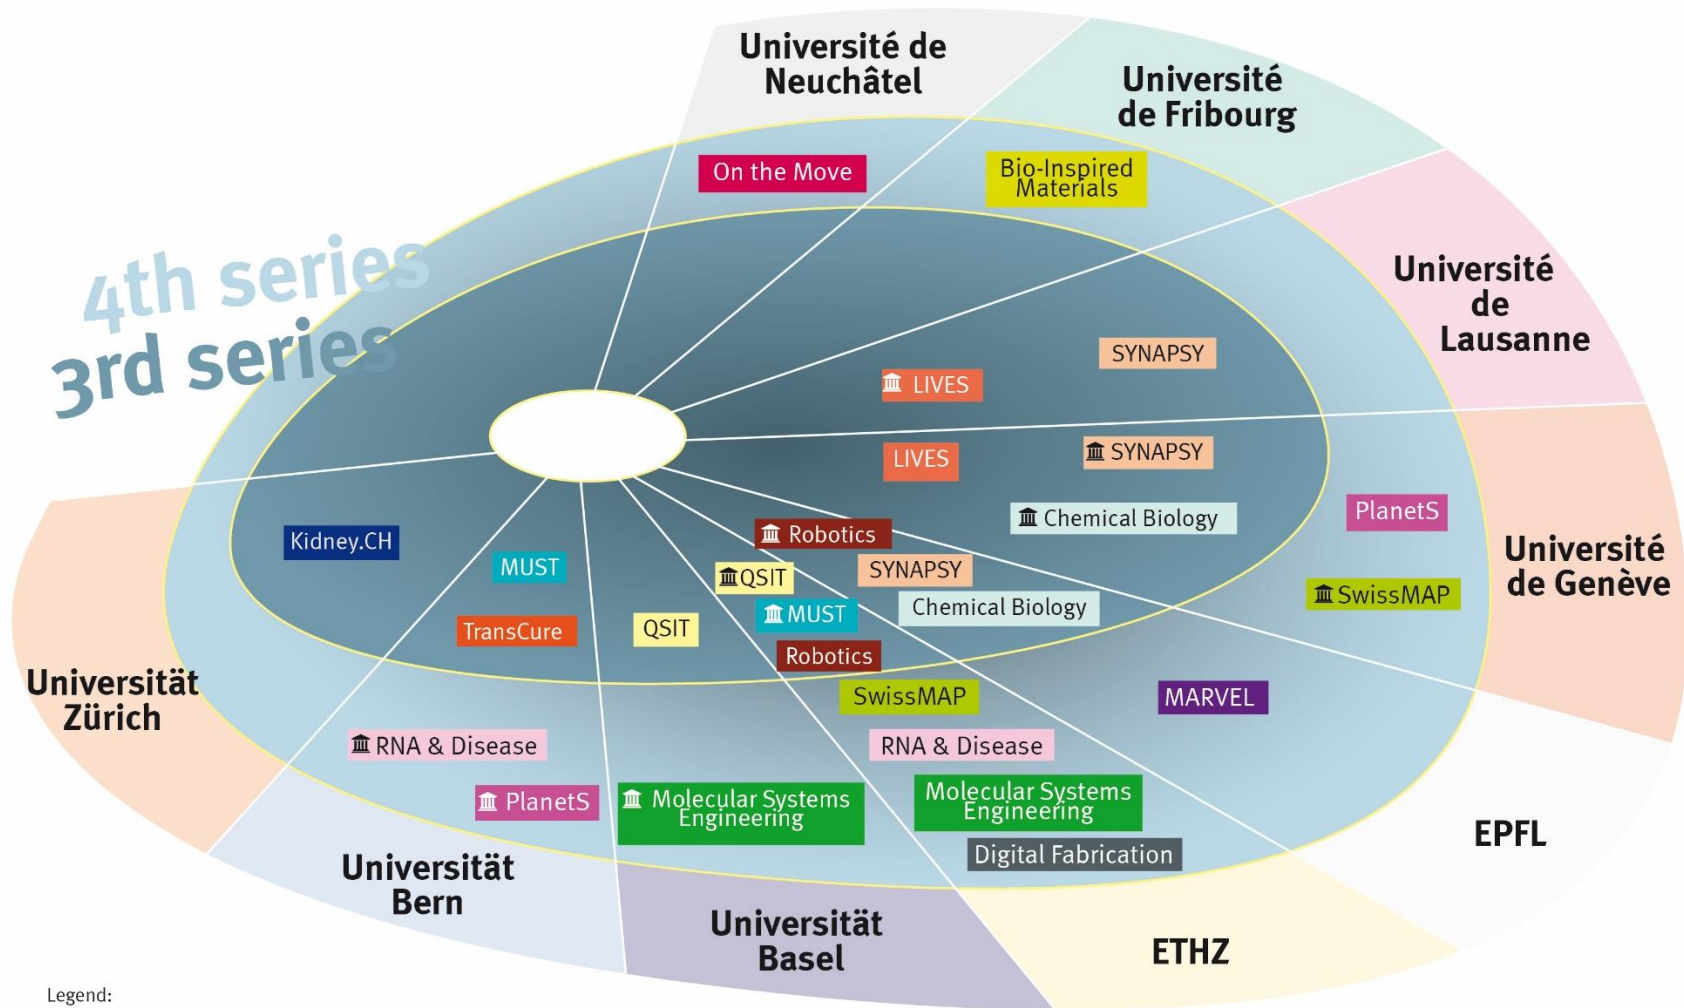 Université de
Neuchâtel
Université
de Fribourg
On the Move
Bio-Inspired
Materials
4th series
3rd series
Université
de
Lausanne
SYNAPSY
LIVES
LIVES
SYNAPSY
Chemical Biology
PlanetS
Kidney.CH
Robotics
MUST
QSIT
SYNAPSY
Université
de Genève
SwissMAP
MUST
Chemical Biology
TransCure
QSIT
Robotics
Universität
Zürich
SwissMAP
MARVEL
RNA & Disease
RNA & Disease
PlanetS
Molecular Systems
Engineering
Molecular Systems
Engineering
Digital Fabrication
EPFL
Universität
Bern
Universität
Basel
ETHZ
Legend: